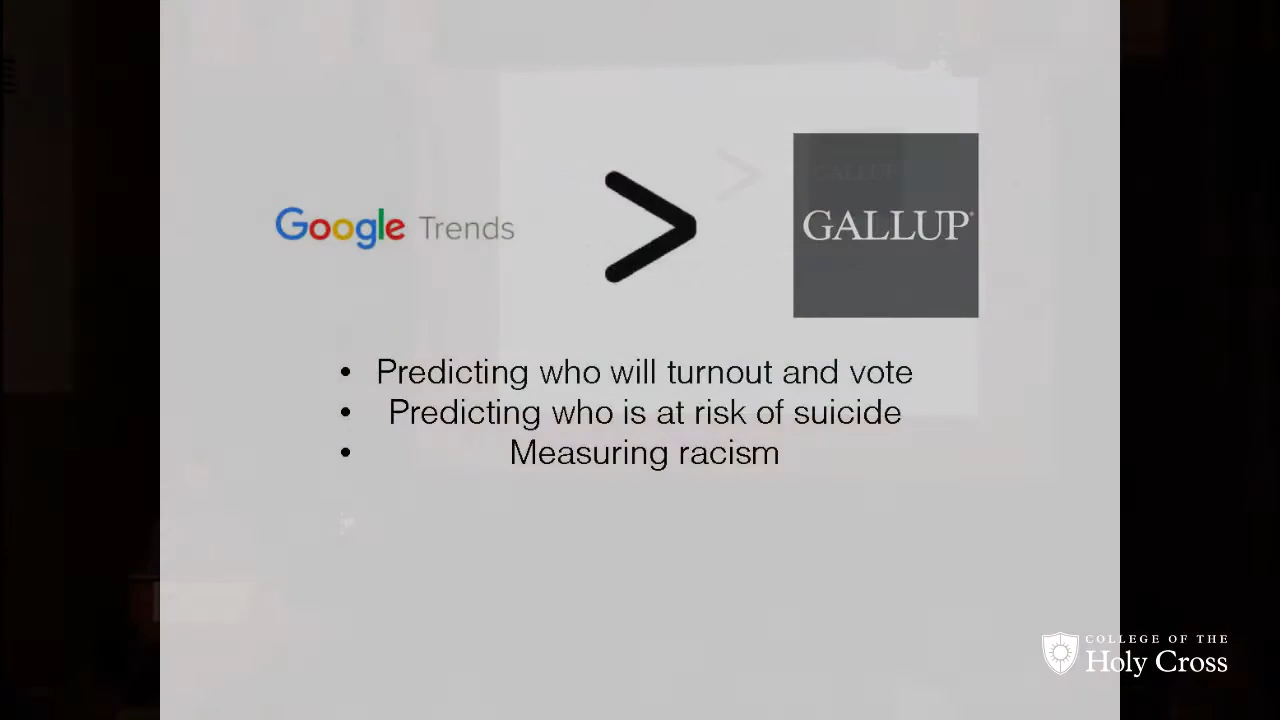 Google Trends
>
GALLUP®
• Predicting who will turnout and vote
• Predicting who is at risk of suicide
• Measuring racism
COLLEGE OF THE
Holy Cross